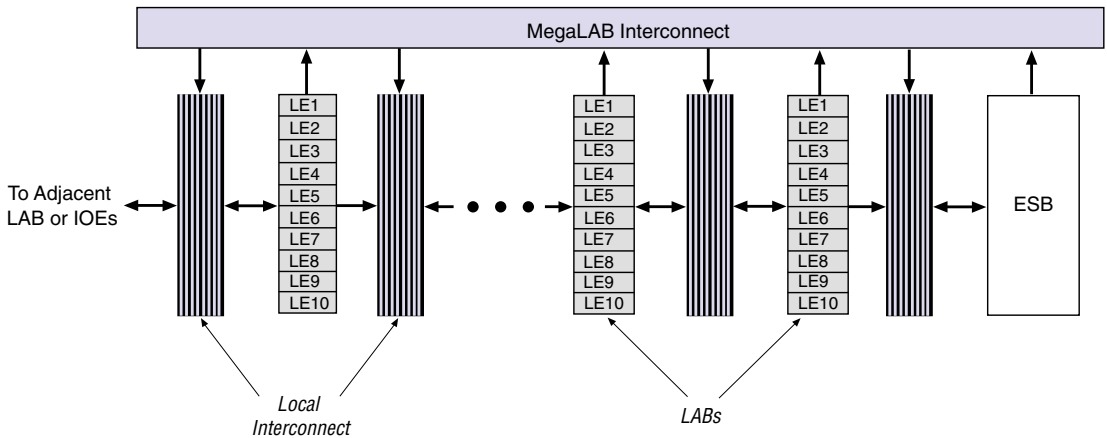 MegaLAB Interconnect
LE1
LE2
LE3
LE4
LE5
LE6
LE7
LE8
LE9
LE10
LE1
LE2
LE3
LE4
LE5
LE6
LE7
LE8
LE9
LE10
LE1
LE2
LE3
LE4
LE5
LE6
LE7
LE8
LE9
LE10
To Adjacent
LAB or IOEs
ESB
Local
Interconnect
LABs